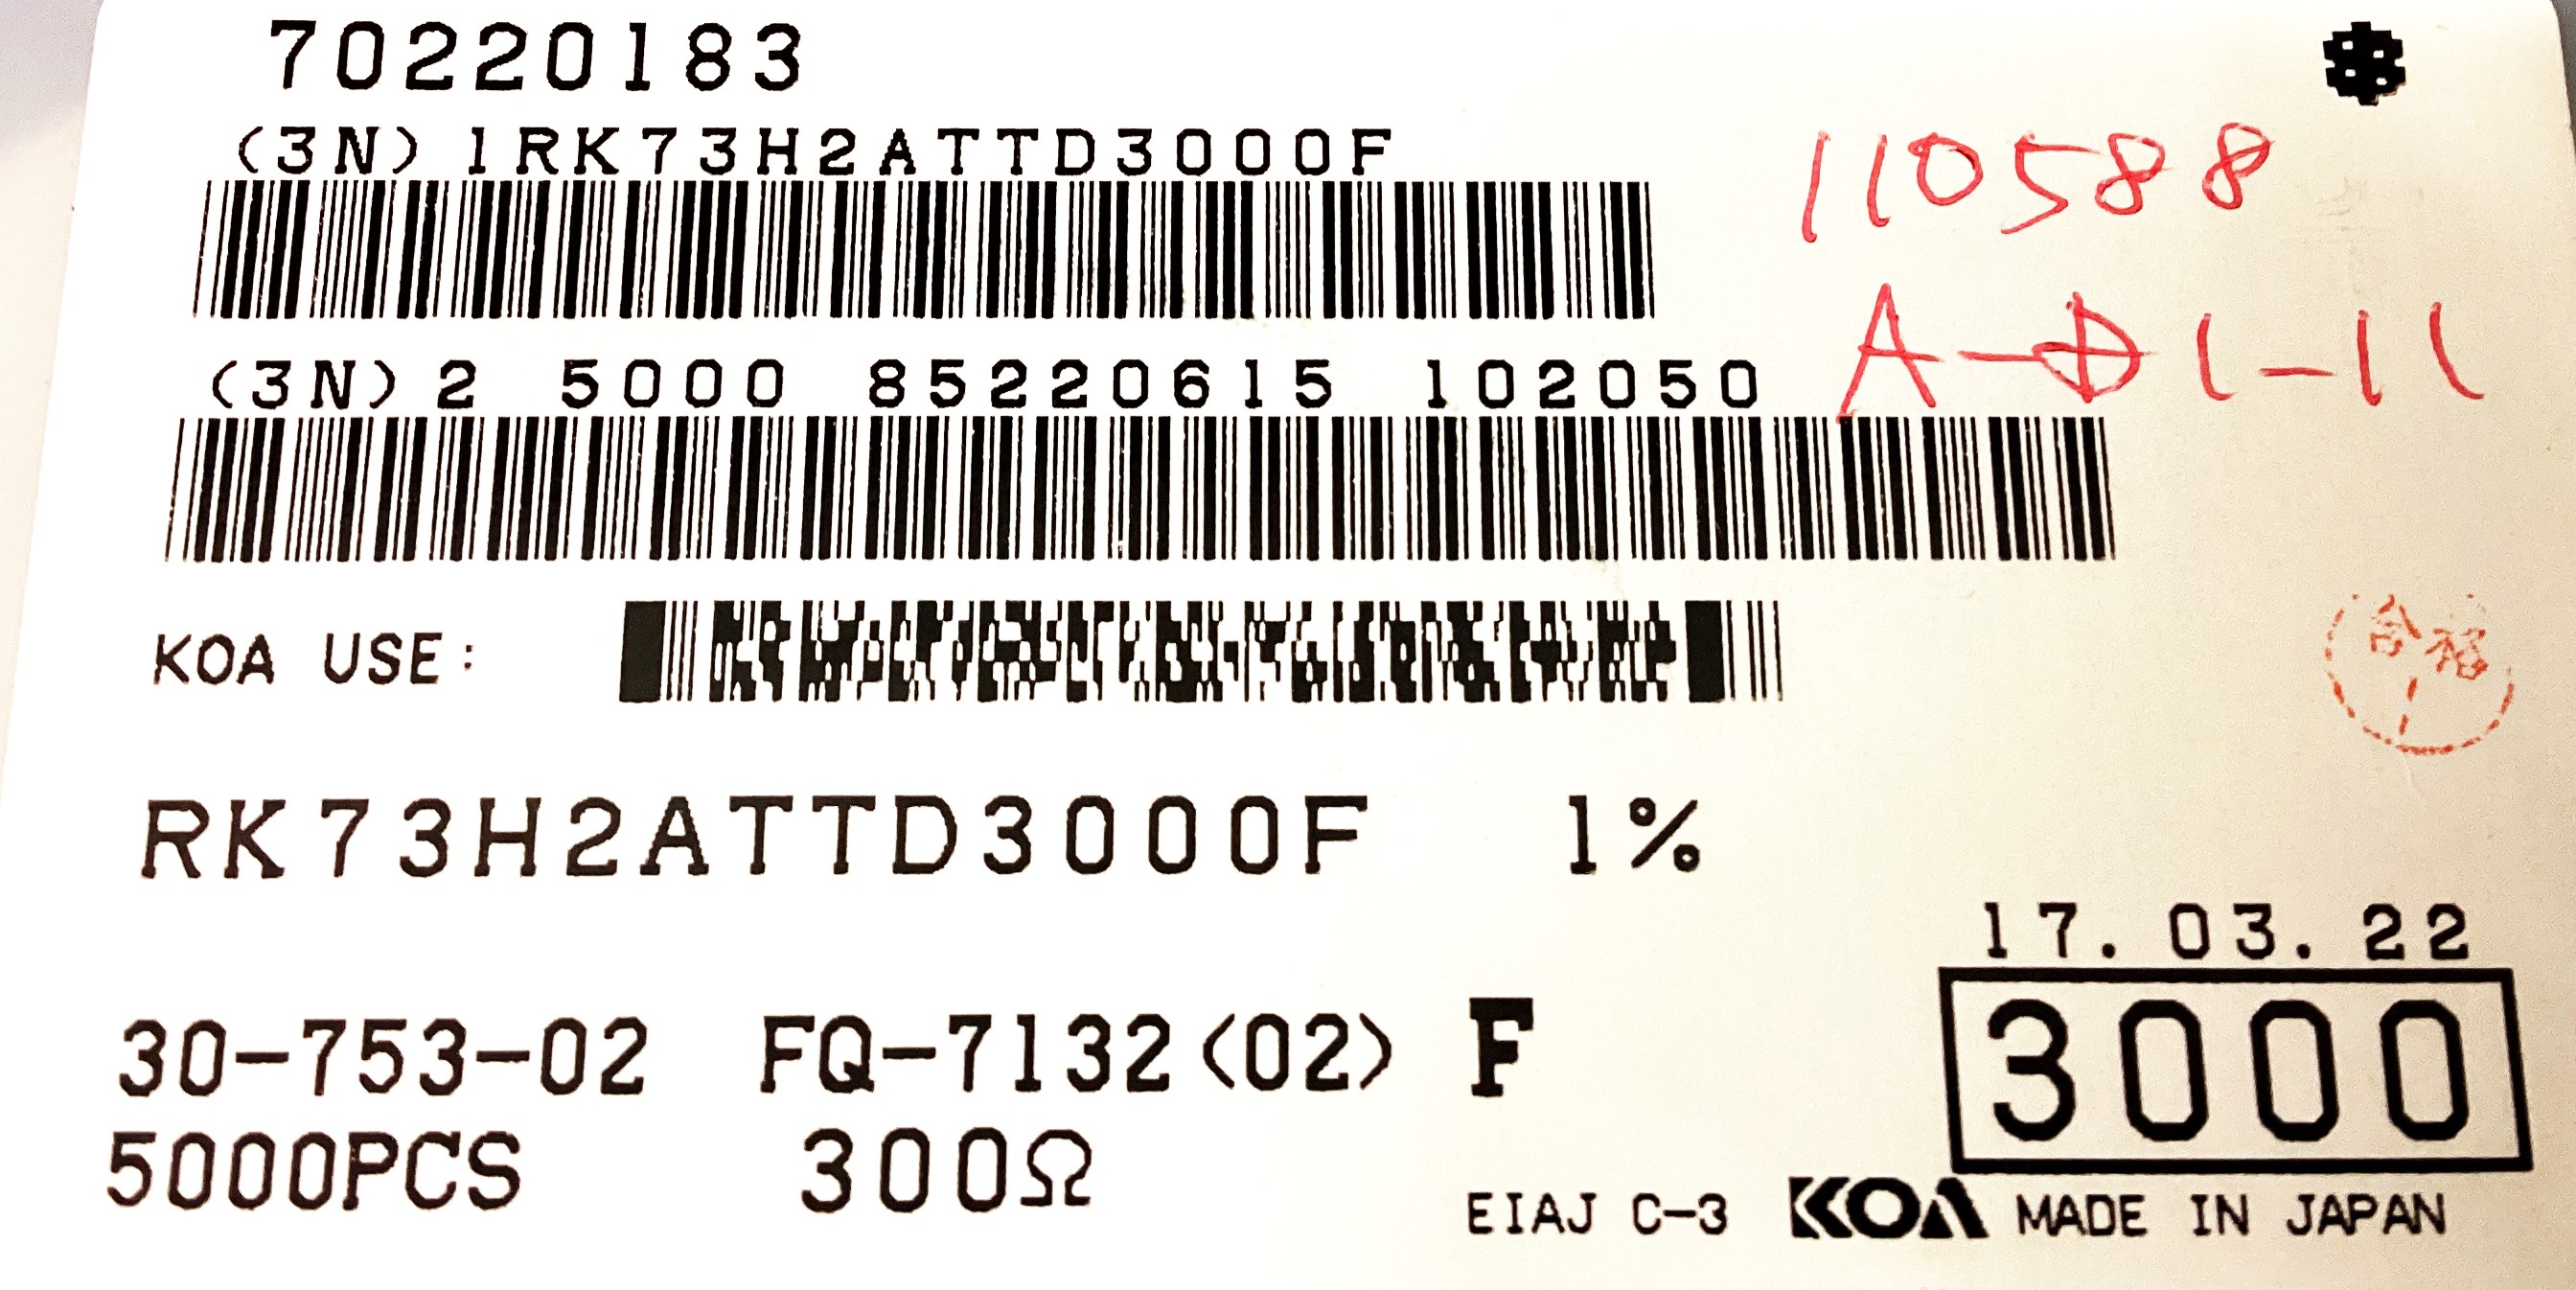 70220183
110588
(3N)1RK73H2ATTD3000F
A-D1-11
(3N)2 5000 85220615 102050
KOA USE:
合格
RK73H2ATTD3000F 1%
17.03.22
3000
30-753-02 FQ-7132(02) F
5000PCS 300Ω
EIAJ C-3 KOA MADE IN JAPAN